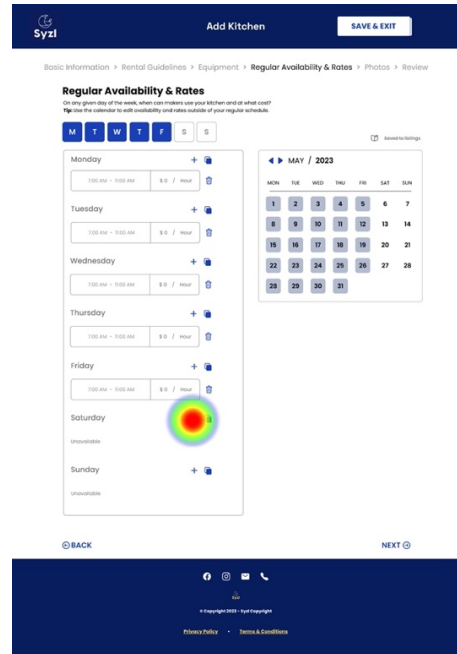 Syzl
Add Kitchen
SAVE & EXIT
Basic Information > Rental Guidelines > Equipment > Regular Availability & Rates > Photos > Review
Regular Availability & Rates
On any given day of the week, when can makers use your kitchen and at what cost?
Tip: Use the calendar to edit availability and rates outside of your regular schedule.
M T W T F S S
Saved to listings
Monday
7:00 AM - 11:00 AM $ 0 / Hour
Tuesday
7:00 AM - 11:00 AM $ 0 / Hour
Wednesday
7:00 AM - 11:00 AM $ 0 / Hour
Thursday
7:00 AM - 11:00 AM $ 0 / Hour
Friday
7:00 AM - 11:00 AM $ 0 / Hour
Saturday
Unavailable
Sunday
Unavailable
MAY / 2023
MON TUE WED THU FRI SAT SUN
1 2 3 4 5 6 7
8 9 10 11 12 13 14
15 16 17 18 19 20 21
22 23 24 25 26 27 28
28 29 30 31
BACK
NEXT
Syzl
© Copyright 2023 - Syzl Copyright
Privacy Policy • Terms & Conditions